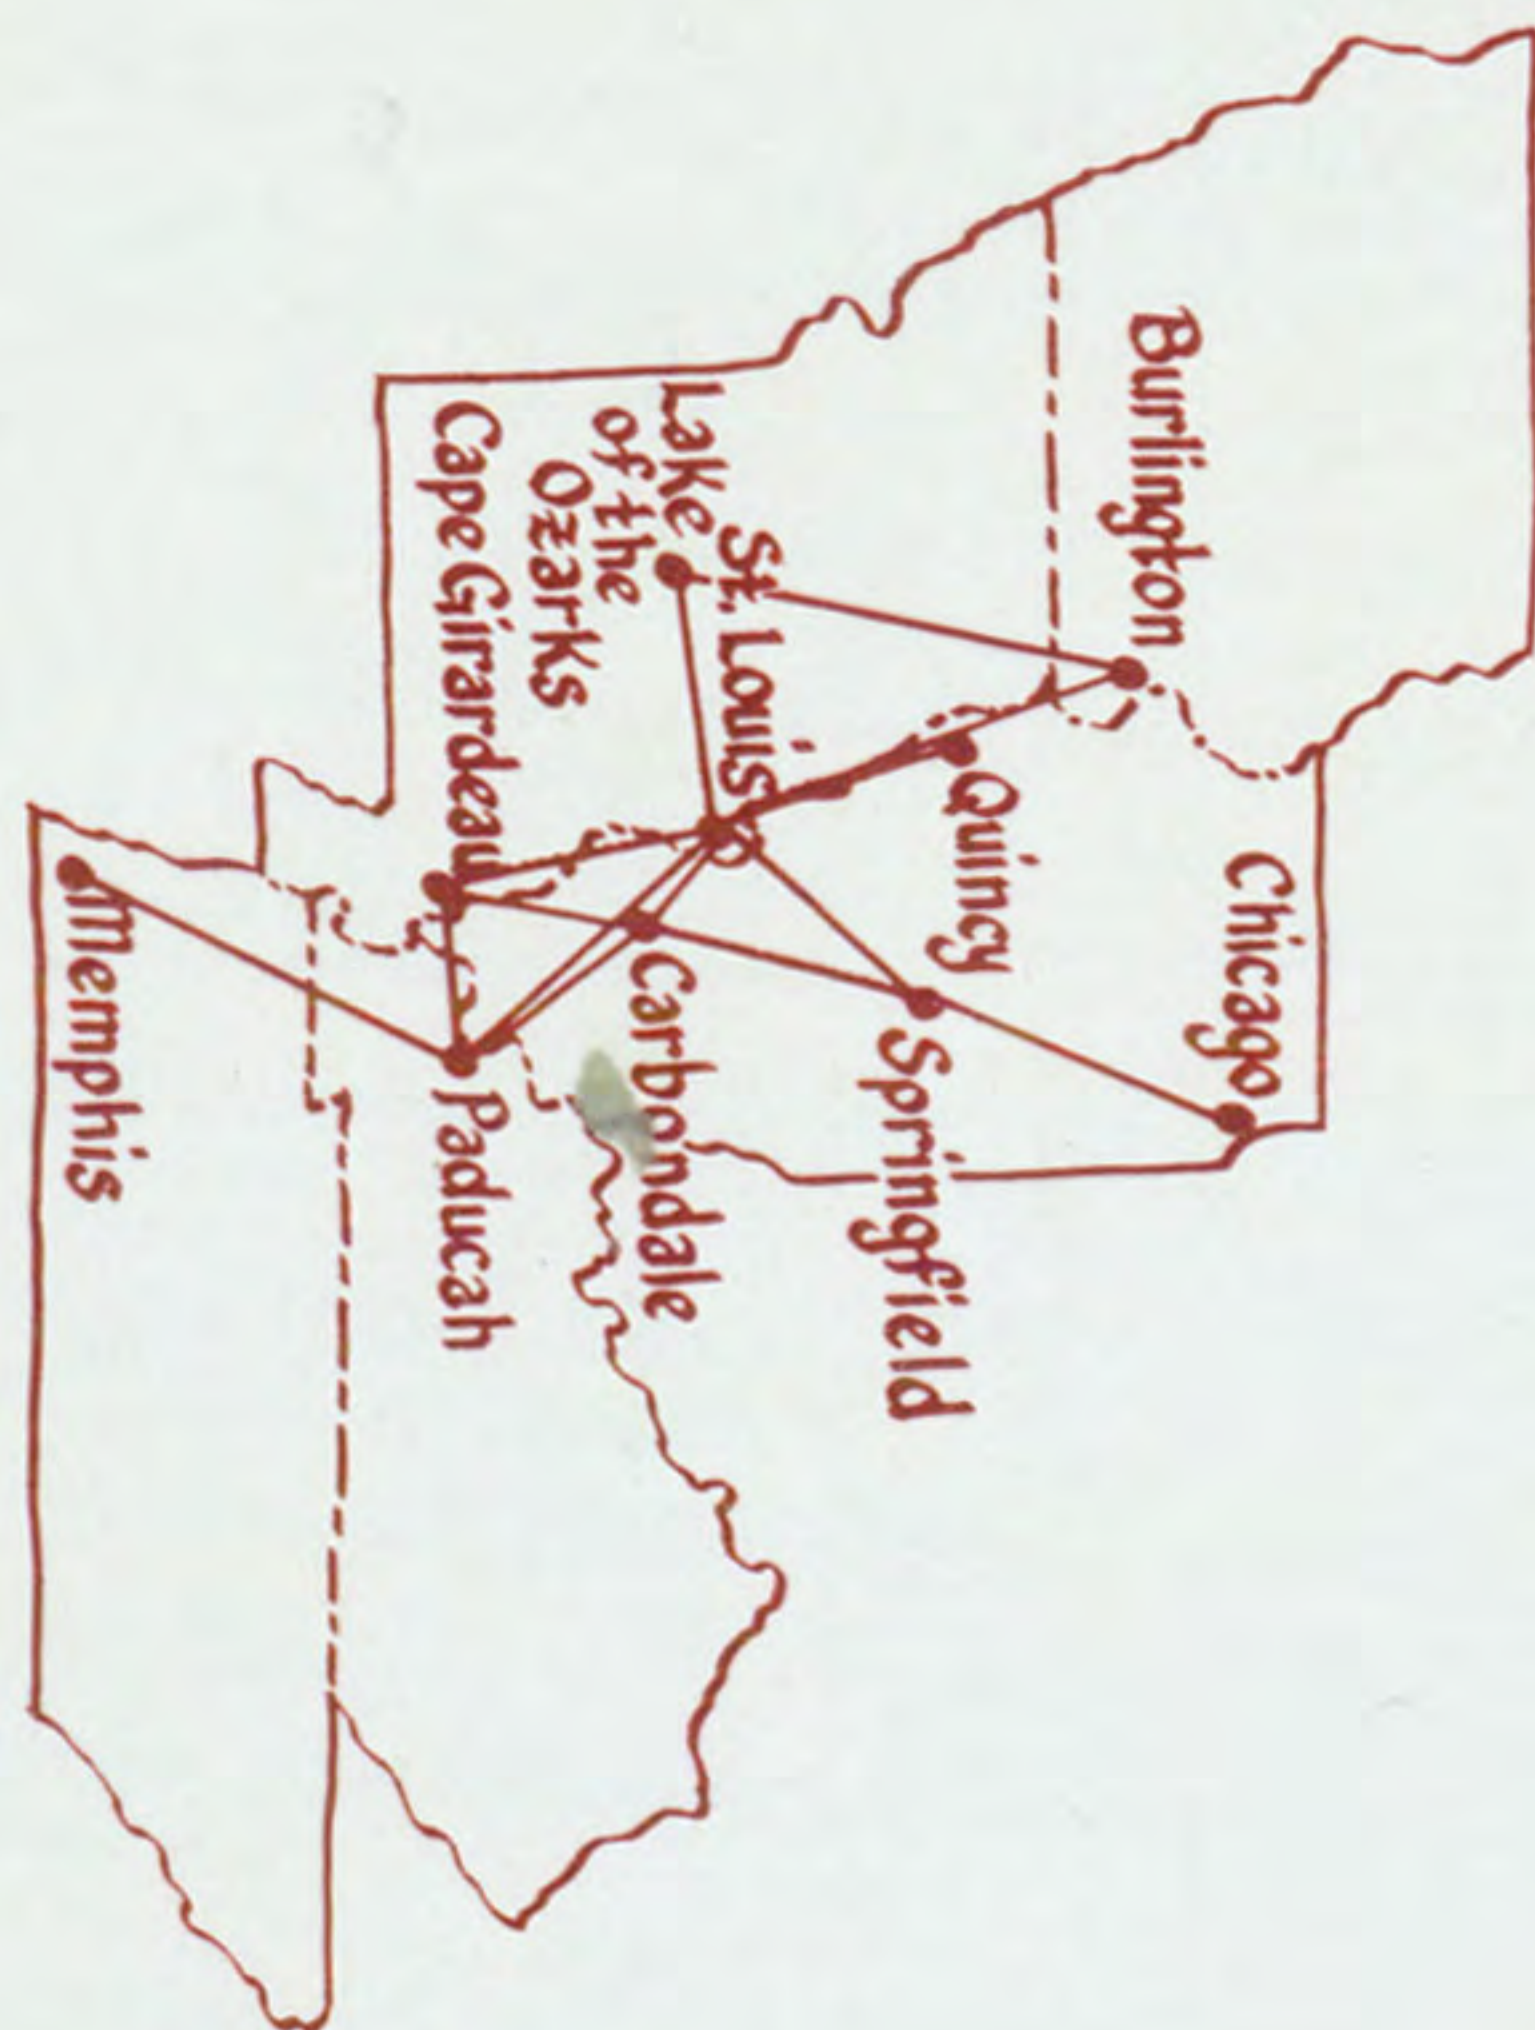 Burlington
Chicago
Quincy
Springfield
St. Louis
Lake
of the
Ozarks
Carbondale
Cape Girardeau
Paducah
Memphis